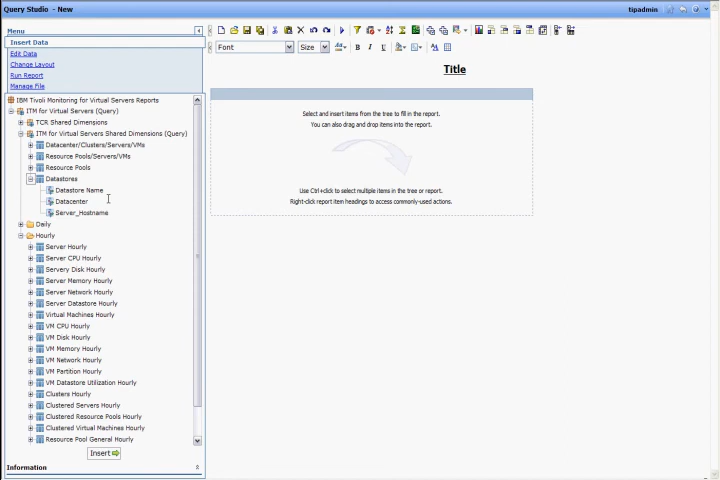 Query Studio - New
tipadmin
Menu
Insert Data
Edit Data
Change Layout
Run Report
Manage File
Font
Size
B I U
Title
IBM Tivoli Monitoring for Virtual Servers Reports
ITM for Virtual Servers (Query)
TCR Shared Dimensions
ITM for Virtual Servers Shared Dimensions (Query)
Datacenter/Clusters/Servers/VMs
Resource Pools/Servers/VMs
Resource Pools
Datastores
Datastore Name
Datacenter
Server_Hostname
Daily
Hourly
Server Hourly
Server CPU Hourly
Servery Disk Hourly
Server Memory Hourly
Server Network Hourly
Server Datastore Hourly
Virtual Machines Hourly
VM CPU Hourly
VM Disk Hourly
VM Memory Hourly
VM Network Hourly
VM Partition Hourly
VM Datastore Utilization Hourly
Clusters Hourly
Clustered Servers Hourly
Clustered Resource Pools Hourly
Clustered Virtual Machines Hourly
Resource Pool General Hourly
Insert
Information
Select and insert items from the tree to fill in the report.
You can also drag and drop items into the report.
Use Ctrl+click to select multiple items in the tree or report.
Right-click report item headings to access commonly-used actions.